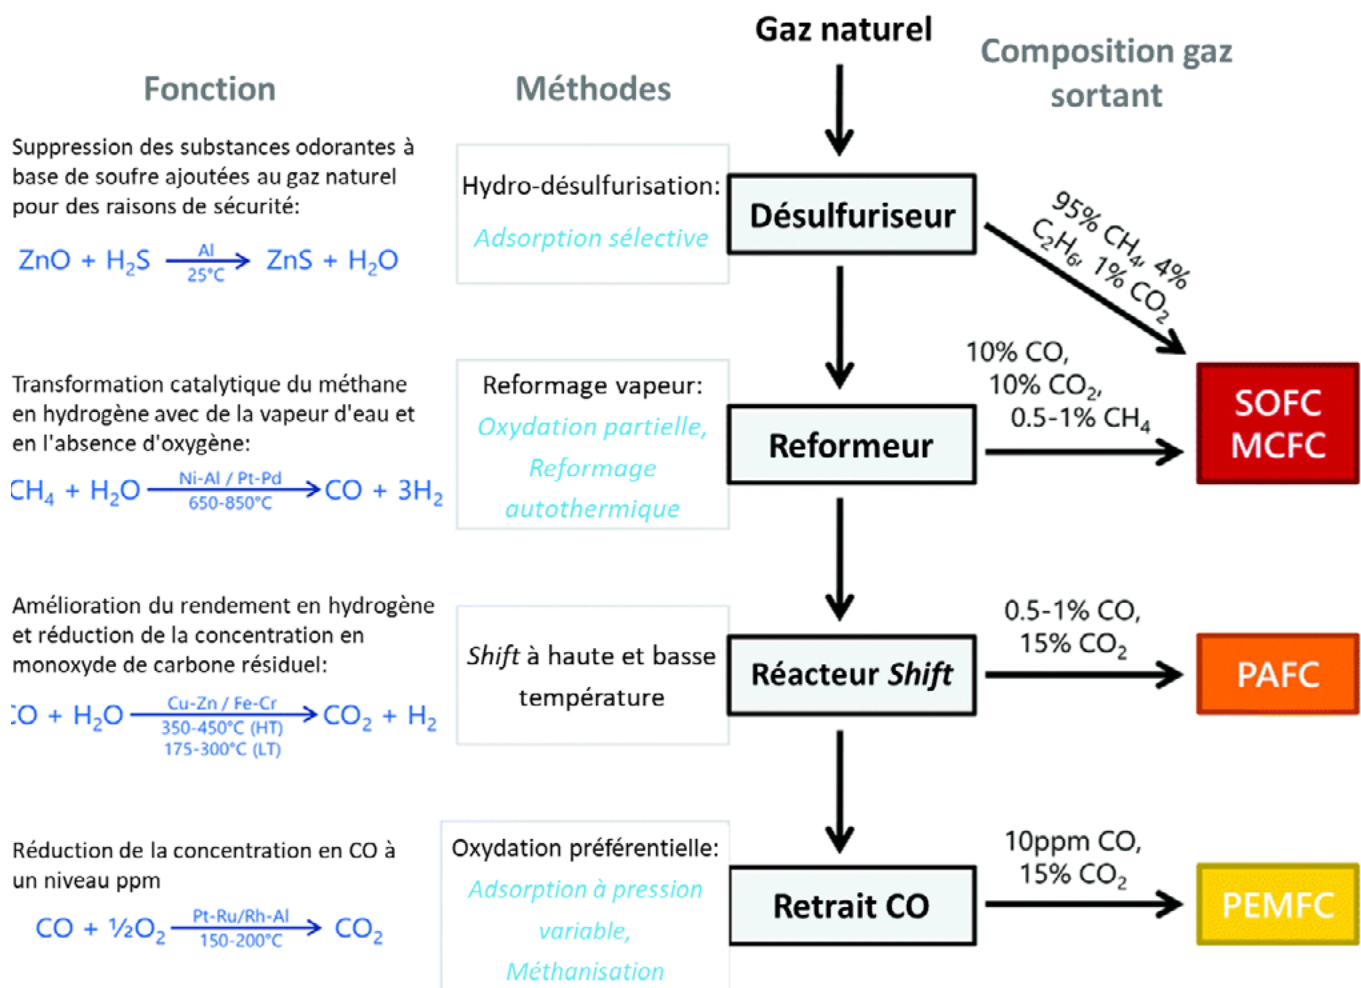 Gaz naturel
Fonction
Méthodes
Composition gaz
sortant
Suppression des substances odorantes à
base de soufre ajoutées au gaz naturel
pour des raisons de sécurité:
ZnO + H₂S
Al
25°C
ZnS + H₂O
Hydro-désulfurisation:
Adsorption sélective
Désulfuriseur
95% CH₄, 4%
C₂H₆, 1% CO₂
Transformation catalytique du méthane
en hydrogène avec de la vapeur d'eau et
en l'absence d'oxygène:
CH₄ + H₂O
Ni-Al / Pt-Pd
650-850°C
CO + 3H₂
Reformage vapeur:
Oxydation partielle,
Reformage
autothermique
Reformeur
10% CO,
10% CO₂,
0.5-1% CH₄
SOFC
MCFC
Amélioration du rendement en hydrogène
et réduction de la concentration en
monoxyde de carbone résiduel:
CO + H₂O
Cu-Zn / Fe-Cr
350-450°C (HT)
175-300°C (LT)
CO₂ + H₂
Shift à haute et basse
température
Réacteur Shift
0.5-1% CO,
15% CO₂
PAFC
Réduction de la concentration en CO à
un niveau ppm
CO + ½O₂
Pt-Ru/Rh-Al
150-200°C
CO₂
Oxydation préférentielle:
Adsorption à pression
variable,
Méthanisation
Retrait CO
10ppm CO,
15% CO₂
PEMFC